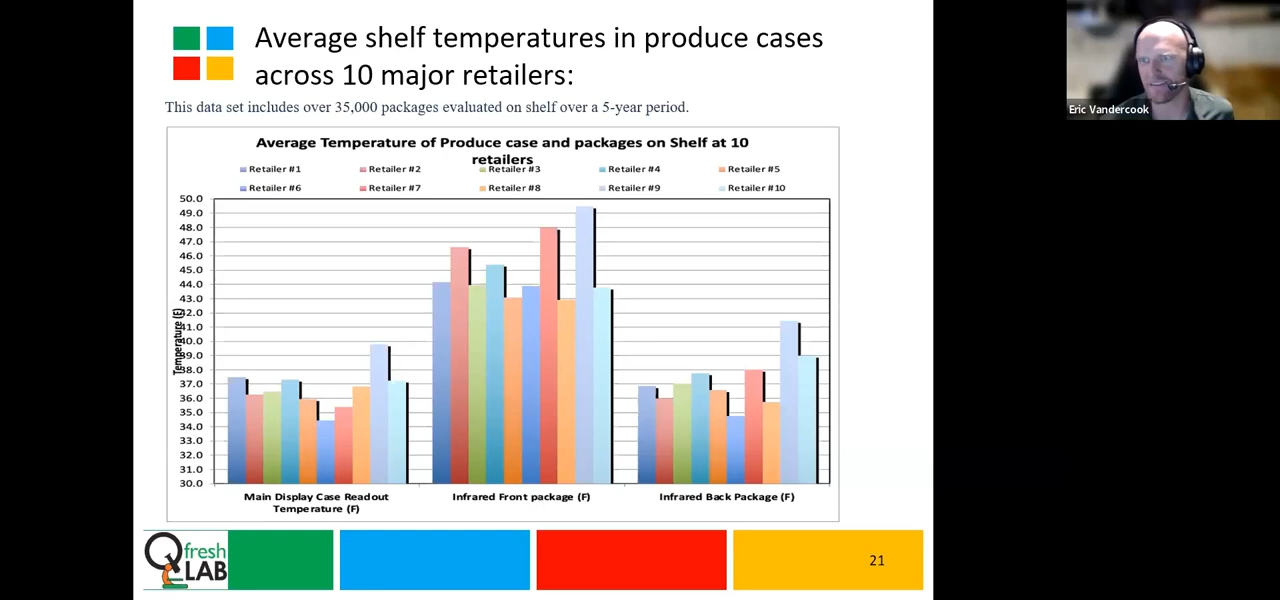 Average shelf temperatures in produce cases
across 10 major retailers:
This data set includes over 35,000 packages evaluated on shelf over a 5-year period.
Average Temperature of Produce case and packages on Shelf at 10
retailers
Retailer #1 Retailer #2 Retailer #3 Retailer #4 Retailer #5
Retailer #6 Retailer #7 Retailer #8 Retailer #9 Retailer #10
Temperature (F)
50.0
49.0
48.0
47.0
46.0
45.0
44.0
43.0
42.0
41.0
40.0
39.0
38.0
37.0
36.0
35.0
34.0
33.0
32.0
31.0
30.0
Main Display Case Readout
Temperature (F)
Infrared Front package (F)
Infrared Back Package (F)
Q fresh
LAB
21
Eric Vandercook